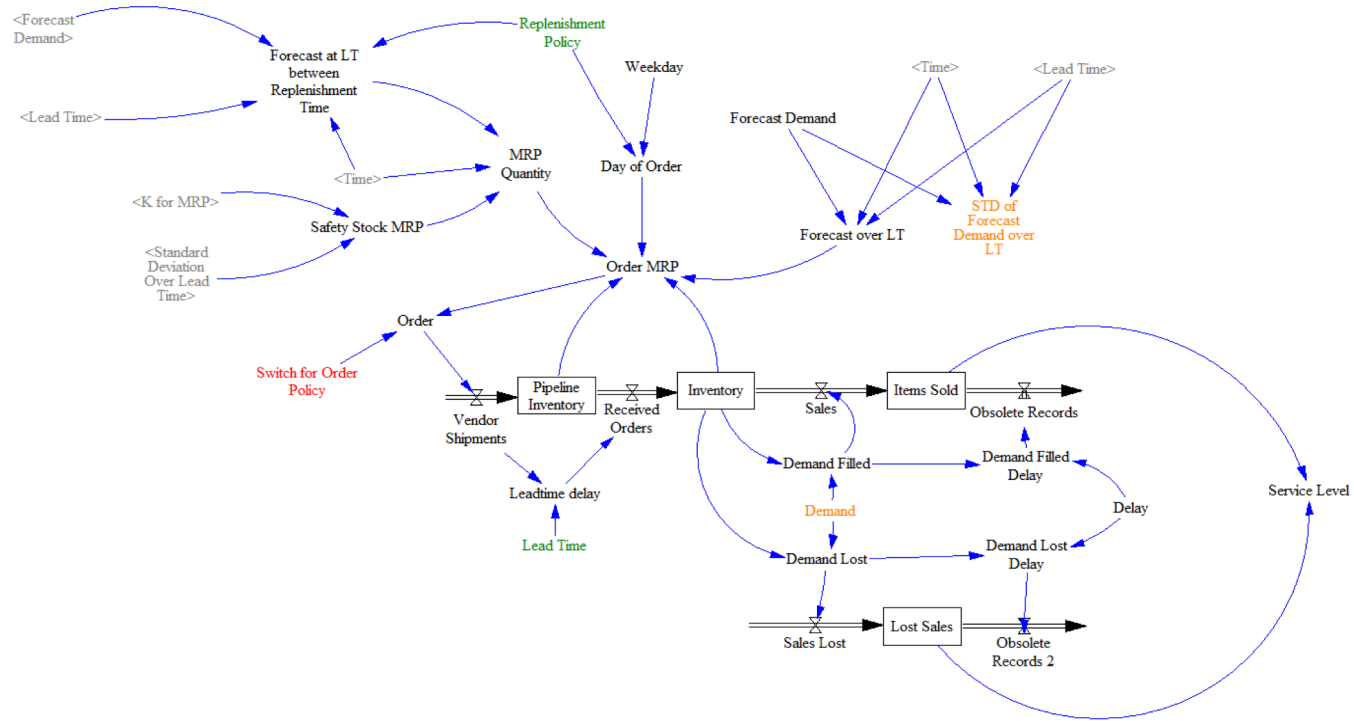 <Forecast
Demand>
Replenishment
Policy
Forecast at LT
between
Replenishment
Time
Weekday
<Time>
<Lead Time>
<Lead Time>
Forecast Demand
MRP
Quantity
Day of Order
<Time>
<K for MRP>
Safety Stock MRP
STD of
Forecast
Demand over
LT
Forecast over LT
<Standard
Deviation
Over Lead
Time>
Order MRP
Order
Switch for Order
Policy
Pipeline
Inventory
Inventory
Items Sold
Vendor
Shipments
Received
Orders
Sales
Obsolete Records
Demand Filled
Demand Filled
Delay
Leadtime delay
Service Level
Demand
Delay
Lead Time
Demand Lost
Demand Lost
Delay
Lost Sales
Sales Lost
Obsolete
Records 2